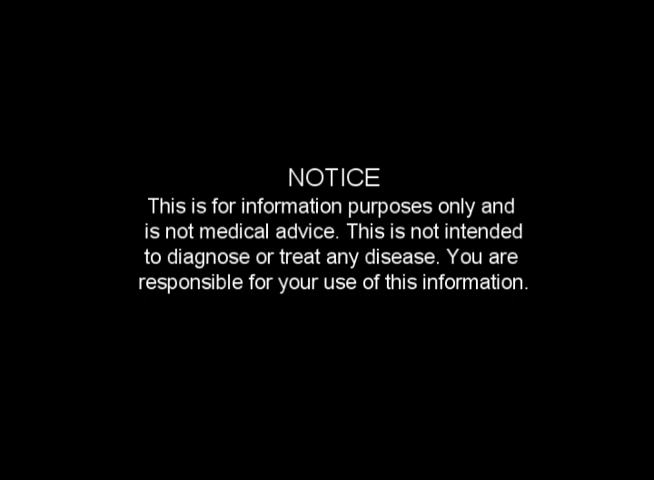 NOTICE
This is for information purposes only and
is not medical advice. This is not intended
to diagnose or treat any disease. You are
responsible for your use of this information.